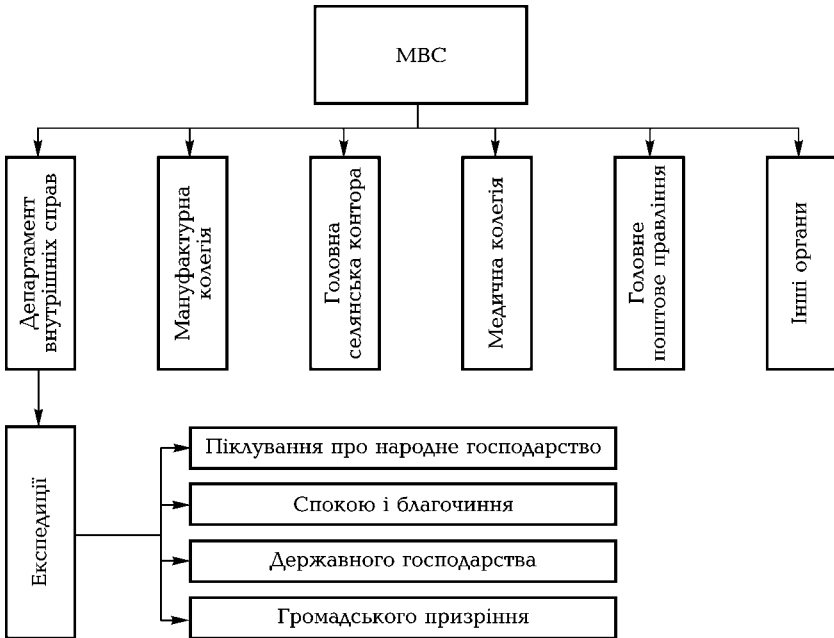 МВС
Департамент
внутрішніх справ
Мануфактурна
колегія
Головна
селянська контора
Медична колегія
Головне
поштове правління
Інші органи
Експедиції
Піклування про народне господарство
Спокою і благочиння
Державного господарства
Громадського призріння